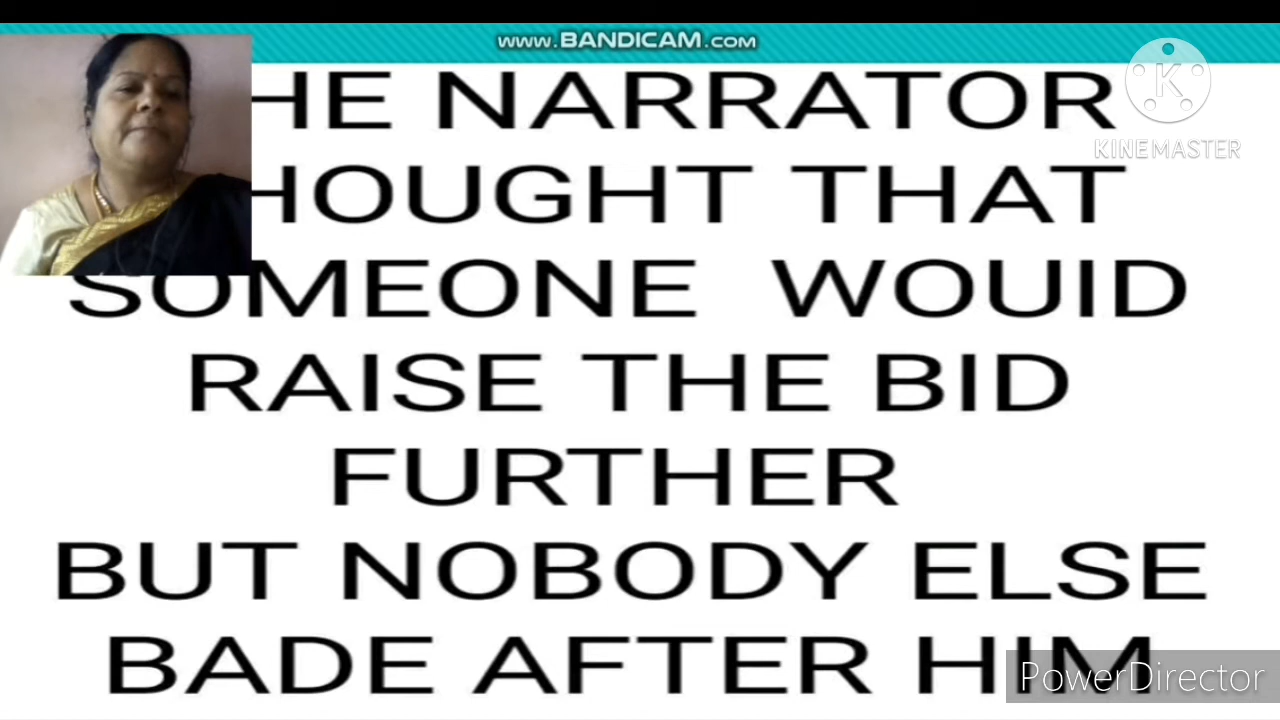 www.BANDICAM.com
K
KINEMASTER
HE NARRATOR
HOUGHT THAT
SOMEONE WOUID
RAISE THE BID
FURTHER
BUT NOBODY ELSE
BADE AFTER HIM
PowerDirector